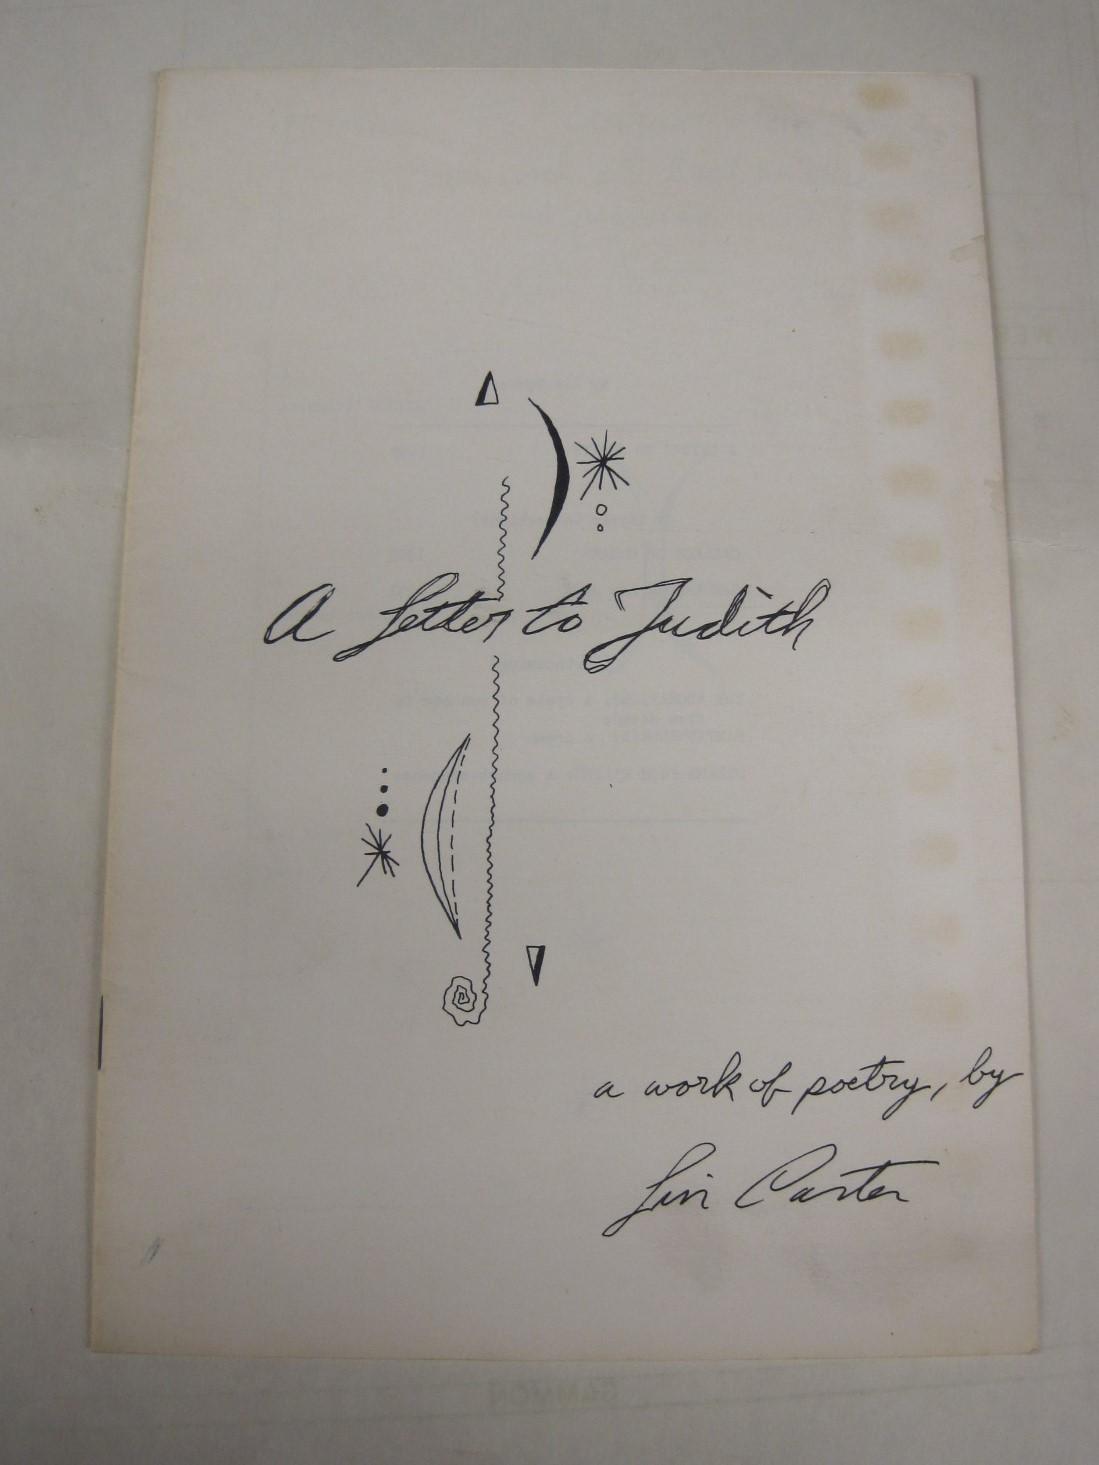 A Letter to Judith
a work of poetry, by
Lin Carter